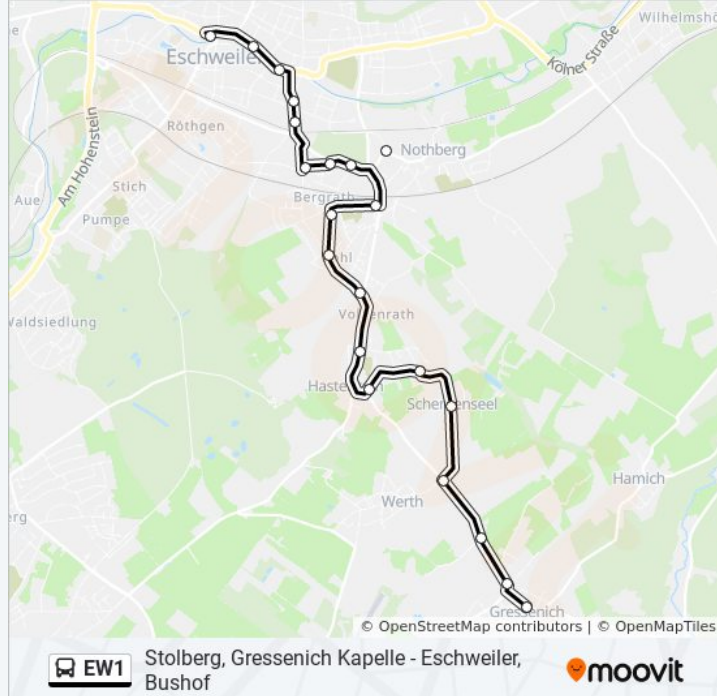 Wilhelmshö
Eschweiler
Kölner Straße
Röthgen
Nothberg
Am Hohenstein
Stich
Aue
Bergrath
Pumpe
Waldsiedlung
Hamich
Werth
erg
Gressenich
© OpenStreetMap contributors | © OpenMapTiles
EW1
Stolberg, Gressenich Kapelle - Eschweiler,
Bushof
moovit